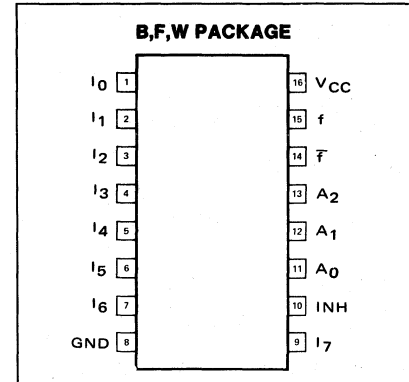 B,F,W PACKAGE
I0 1 16 VCC
I1 2 15 f
I2 3 14 f̅
I3 4 13 A2
I4 5 12 A1
I5 6 11 A0
I6 7 10 INH
GND 8 9 I7